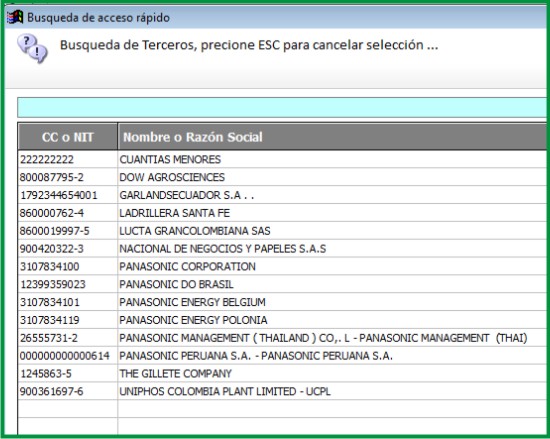 Busqueda de acceso rápido
Busqueda de Terceros, precione ESC para cancelar selección ...
CC o NIT Nombre o Razón Social
222222222 CUANTIAS MENORES
800087795-2 DOW AGROSCIENCES
1792344654001 GARLANDSECUADOR S.A . .
860000762-4 LADRILLERA SANTA FE
8600019997-5 LUCTA GRANCOLOMBIANA SAS
900420322-3 NACIONAL DE NEGOCIOS Y PAPELES S.A.S
3107834100 PANASONIC CORPORATION
12399359023 PANASONIC DO BRASIL
3107834101 PANASONIC ENERGY BELGIUM
3107834119 PANASONIC ENERGY POLONIA
26555731-2 PANASONIC MANAGEMENT ( THAILAND ) CO,. L - PANASONIC MANAGEMENT (THAI)
000000000000614 PANASONIC PERUANA S.A. - PANASONIC PERUANA S.A.
1245863-5 THE GILLETE COMPANY
900361697-6 UNIPHOS COLOMBIA PLANT LIMITED - UCPL